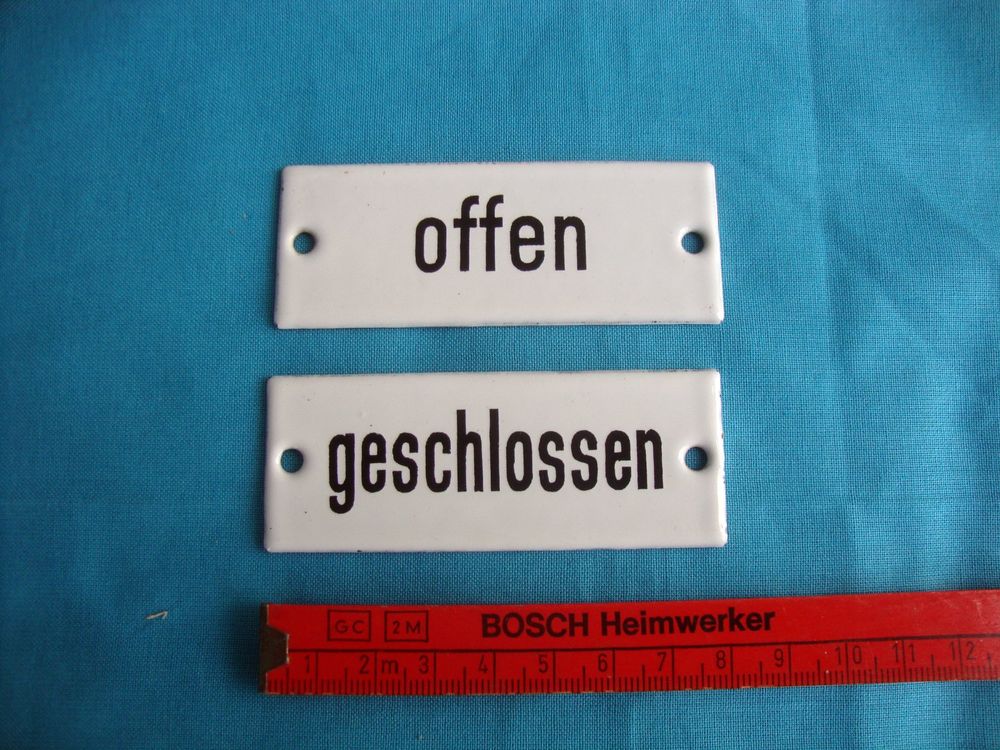 offen
geschlossen
GC 2M BOSCH Heimwerker
1 2 m 3 4 5 6 7 8 9 10 11 12